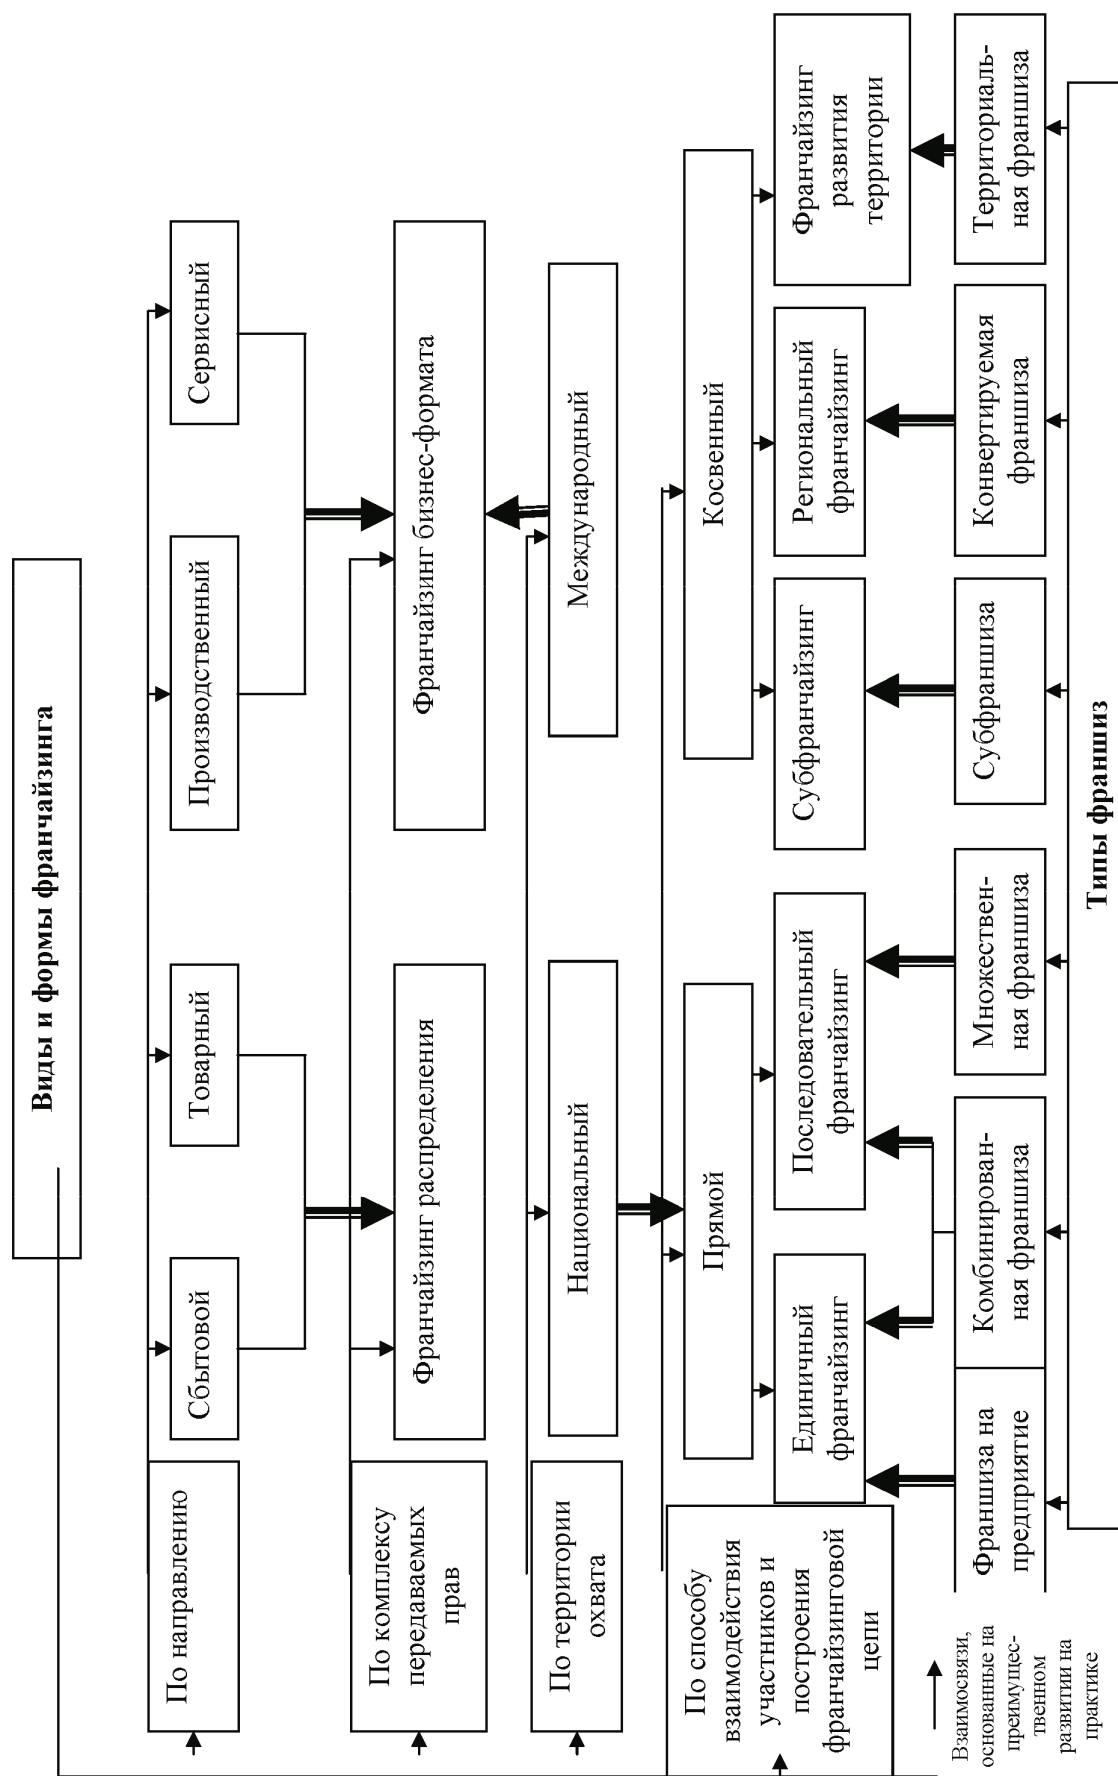 Виды и формы франчайзинга
По направлению
Сбытовой
Товарный
Производственный
Сервисный
По комплексу
передаваемых
прав
Франчайзинг распределения
Франчайзинг бизнес-формата
По территории
охвата
Национальный
Международный
По способу
взаимодействия
участников и
построения
франчайзинговой
цепи
Прямой
Косвенный
Единичный
франчайзинг
Последовательный
франчайзинг
Субфранчайзинг
Региональный
франчайзинг
Франчайзинг
развития
территории
Франшиза на
предприятие
Комбинирован-
ная франшиза
Множествен-
ная франшиза
Субфраншиза
Конвертируемая
франшиза
Территориаль-
ная франшиза
Типы франшиз
Взаимосвязи,
основанные на
преимущес-
твенном
развитии на
практике